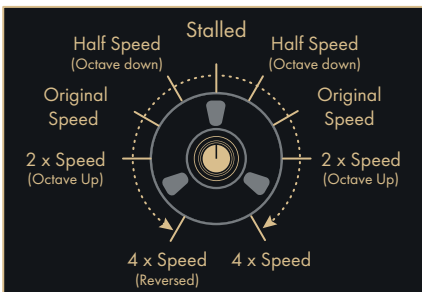 Stalled
Half Speed
(Octave down)
Half Speed
(Octave down)
Original
Speed
Original
Speed
2 x Speed
(Octave Up)
2 x Speed
(Octave Up)
4 x Speed
(Reversed)
4 x Speed